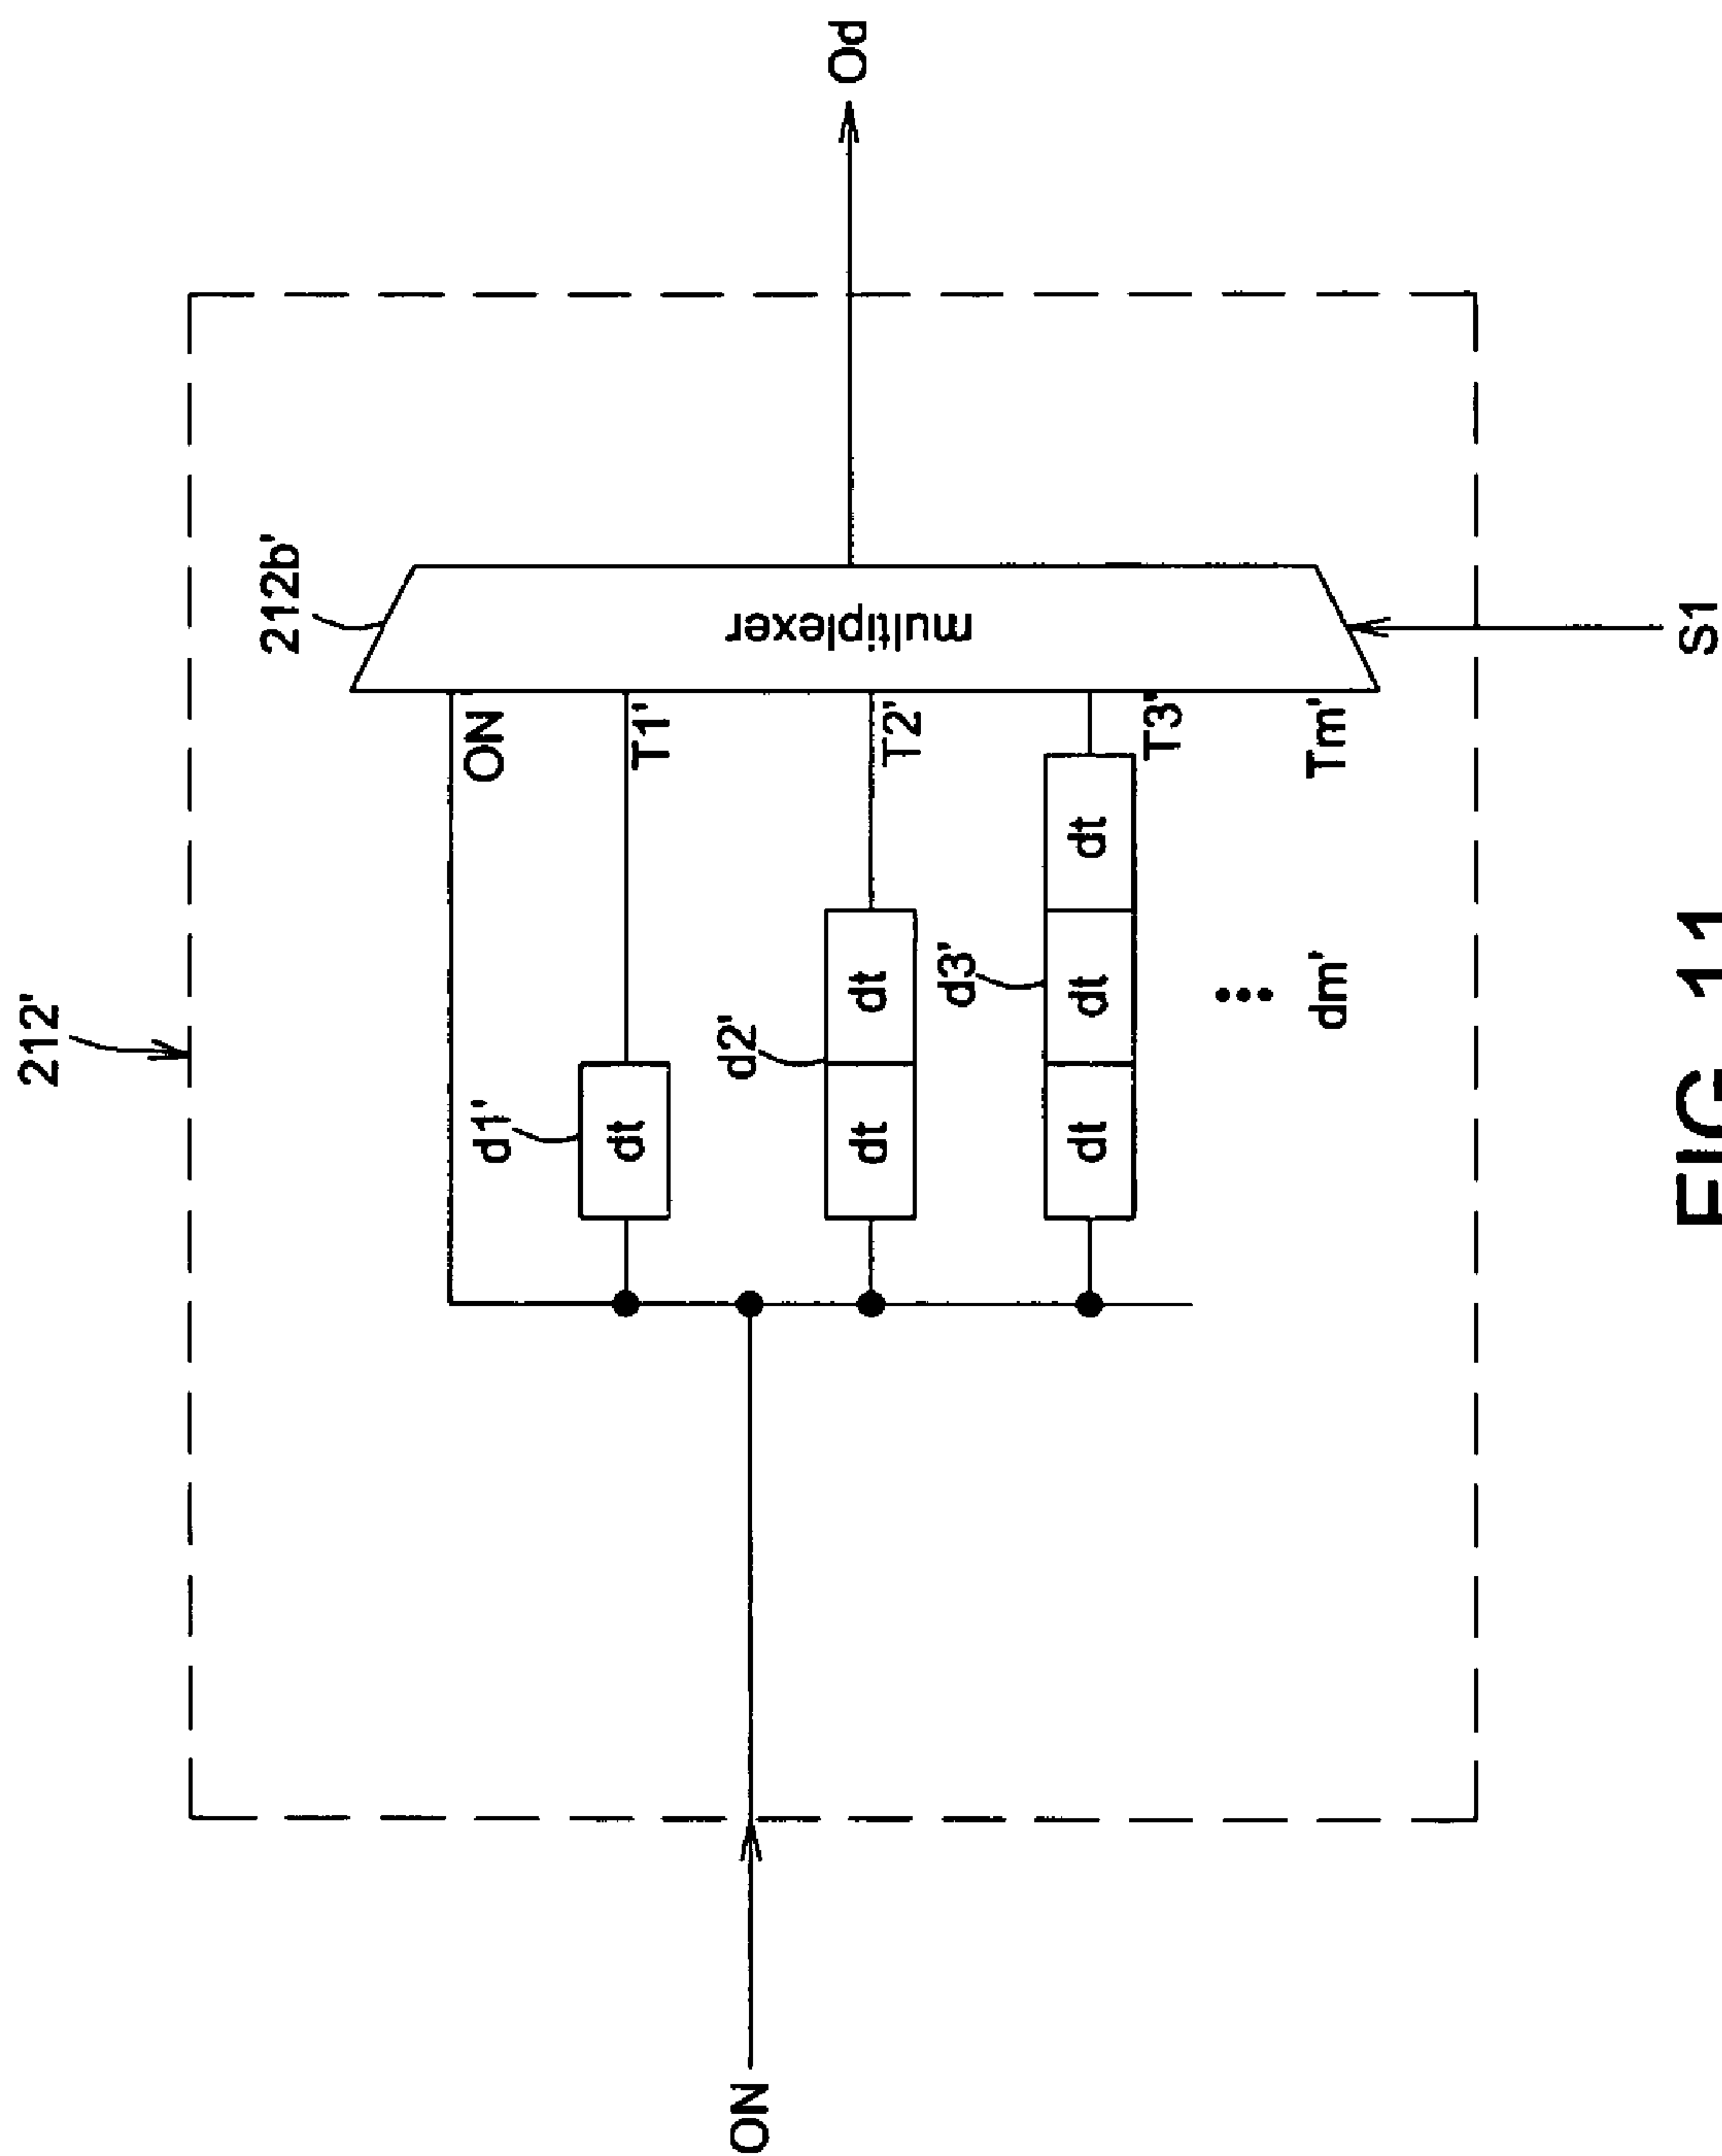 212'
212b'
ON
Od
multiplexer
ON
d1'
dt
T1'
d2'
dt
dt
T2'
d3'
dt
dt
dt
T3'
dm'
Tm'
S1
FIG. 11